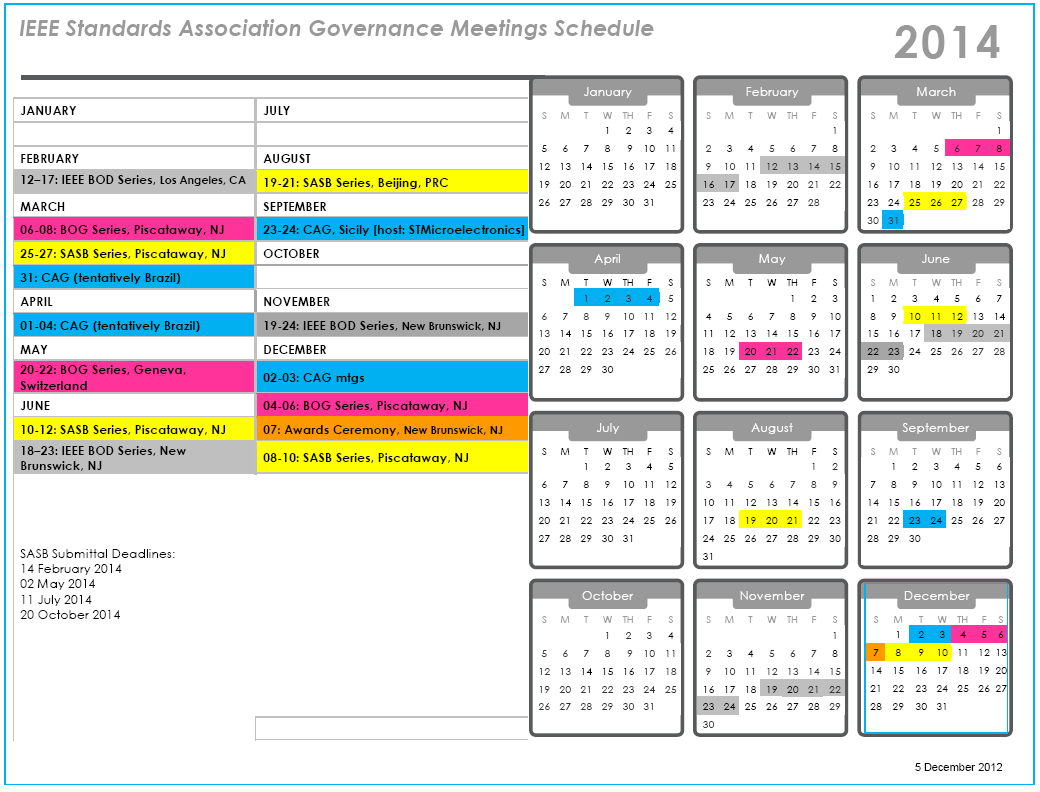 IEEE Standards Association Governance Meetings Schedule
2014
JANUARY
FEBRUARY
12–17: IEEE BOD Series, Los Angeles, CA
MARCH
06-08: BOG Series, Piscataway, NJ
25-27: SASB Series, Piscataway, NJ
31: CAG (tentatively Brazil)
APRIL
01-04: CAG (tentatively Brazil)
MAY
20-22: BOG Series, Geneva,
Switzerland
JUNE
10-12: SASB Series, Piscataway, NJ
18–23: IEEE BOD Series, New
Brunswick, NJ
JULY
AUGUST
19-21: SASB Series, Beijing, PRC
SEPTEMBER
23-24: CAG, Sicily [host: STMicroelectronics]
OCTOBER
NOVEMBER
19-24: IEEE BOD Series, New Brunswick, NJ
DECEMBER
02-03: CAG mtgs
04-06: BOG Series, Piscataway, NJ
07: Awards Ceremony, New Brunswick, NJ
08-10: SASB Series, Piscataway, NJ
SASB Submittal Deadlines:
14 February 2014
02 May 2014
11 July 2014
20 October 2014
January
S M T W TH F S
1 2 3 4
5 6 7 8 9 10 11
12 13 14 15 16 17 18
19 20 21 22 23 24 25
26 27 28 29 30 31
February
S M T W TH F S
1
2 3 4 5 6 7 8
9 10 11 12 13 14 15
16 17 18 19 20 21 22
23 24 25 26 27 28
March
S M T W TH F S
1
2 3 4 5 6 7 8
9 10 11 12 13 14 15
16 17 18 19 20 21 22
23 24 25 26 27 28 29
30 31
April
S M T W TH F S
1 2 3 4 5
6 7 8 9 10 11 12
13 14 15 16 17 18 19
20 21 22 23 24 25 26
27 28 29 30
May
S M T W TH F S
1 2 3
4 5 6 7 8 9 10
11 12 13 14 15 16 17
18 19 20 21 22 23 24
25 26 27 28 29 30 31
June
S M T W TH F S
1 2 3 4 5 6 7
8 9 10 11 12 13 14
15 16 17 18 19 20 21
22 23 24 25 26 27 28
29 30
July
S M T W TH F S
1 2 3 4 5
6 7 8 9 10 11 12
13 14 15 16 17 18 19
20 21 22 23 24 25 26
27 28 29 30 31
August
S M T W TH F S
1 2
3 4 5 6 7 8 9
10 11 12 13 14 15 16
17 18 19 20 21 22 23
24 25 26 27 28 29 30
31
September
S M T W TH F S
1 2 3 4 5 6
7 8 9 10 11 12 13
14 15 16 17 18 19 20
21 22 23 24 25 26 27
28 29 30
October
S M T W TH F S
1 2 3 4
5 6 7 8 9 10 11
12 13 14 15 16 17 18
19 20 21 22 23 24 25
26 27 28 29 30 31
November
S M T W TH F S
1
2 3 4 5 6 7 8
9 10 11 12 13 14 15
16 17 18 19 20 21 22
23 24 25 26 27 28 29
30
December
S M T W TH F S
1 2 3 4 5 6
7 8 9 10 11 12 13
14 15 16 17 18 19 20
21 22 23 24 25 26 27
28 29 30 31
5 December 2012